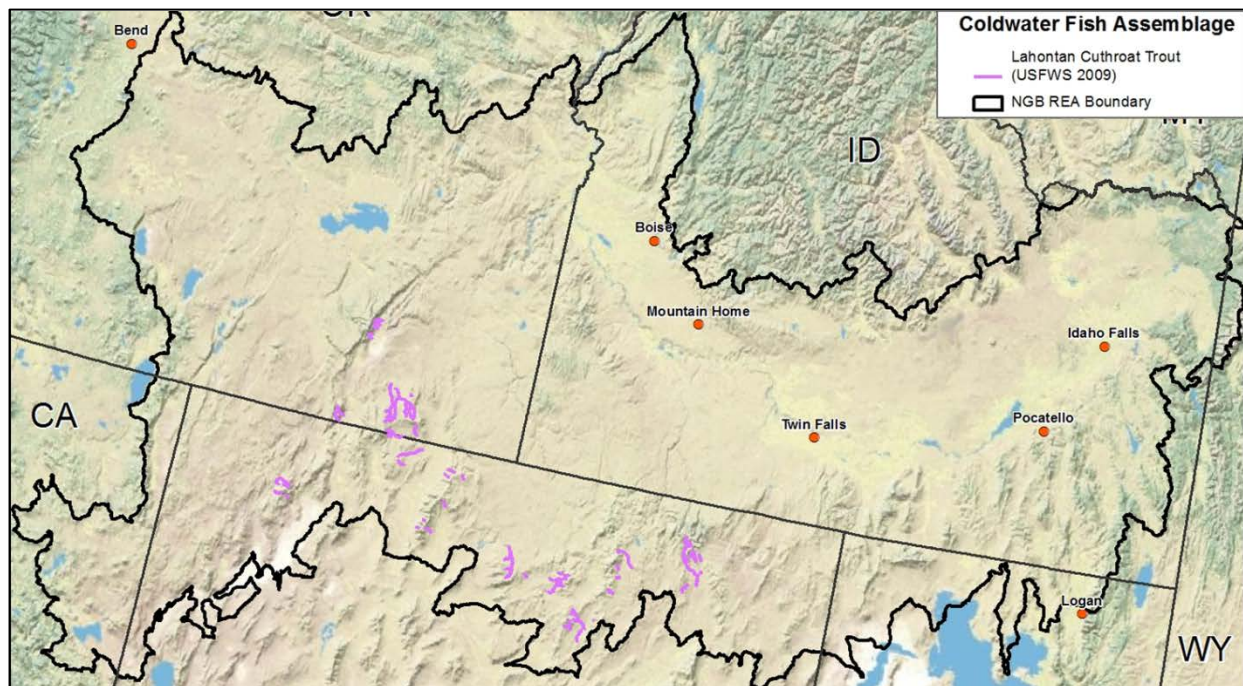 Coldwater Fish Assemblage
Lahontan Cuthroat Trout
(USFWS 2009)
NGB REA Boundary
Bend
ID
Boise
Mountain Home
Idaho Falls
CA
Twin Falls
Pocatello
Logan
WY